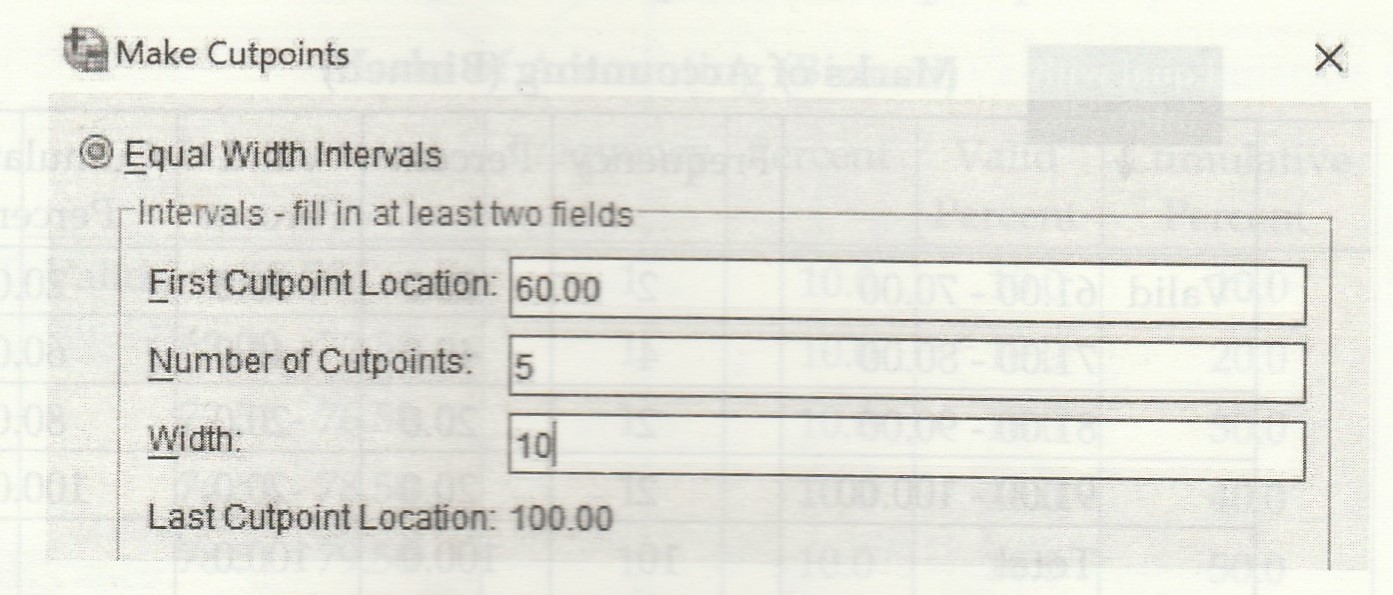 Make Cutpoints
Equal Width Intervals
Intervals - fill in at least two fields
First Cutpoint Location: 60.00
Number of Cutpoints: 5
Width: 10
Last Cutpoint Location: 100.00